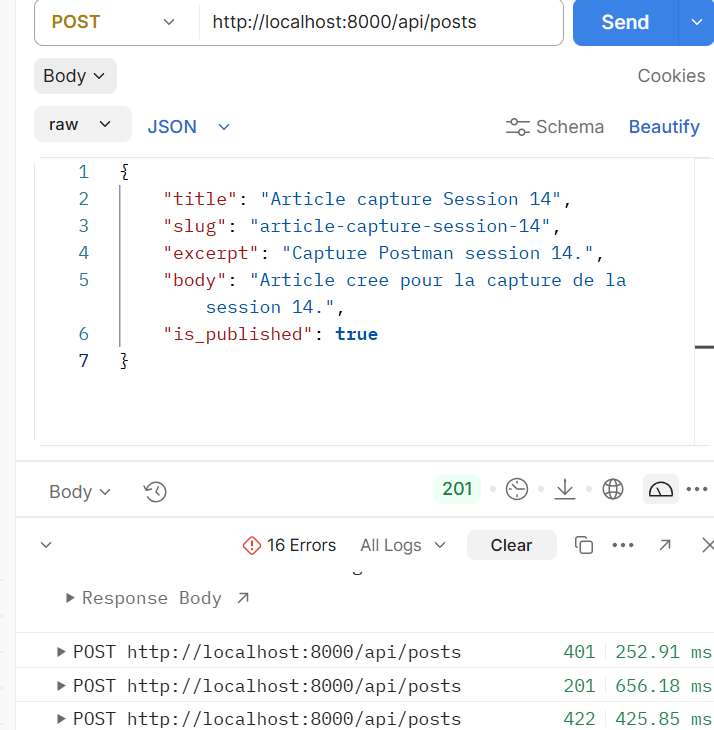 POST http://localhost:8000/api/posts Send
Body Cookies
raw JSON Schema Beautify
1 {
2 "title": "Article capture Session 14",
3 "slug": "article-capture-session-14",
4 "excerpt": "Capture Postman session 14.",
5 "body": "Article cree pour la capture de la
session 14.",
6 "is_published": true
7 }
Body 201
16 Errors All Logs Clear
Response Body
POST http://localhost:8000/api/posts 401 252.91 ms
POST http://localhost:8000/api/posts 201 656.18 ms
POST http://localhost:8000/api/posts 422 425.85 ms